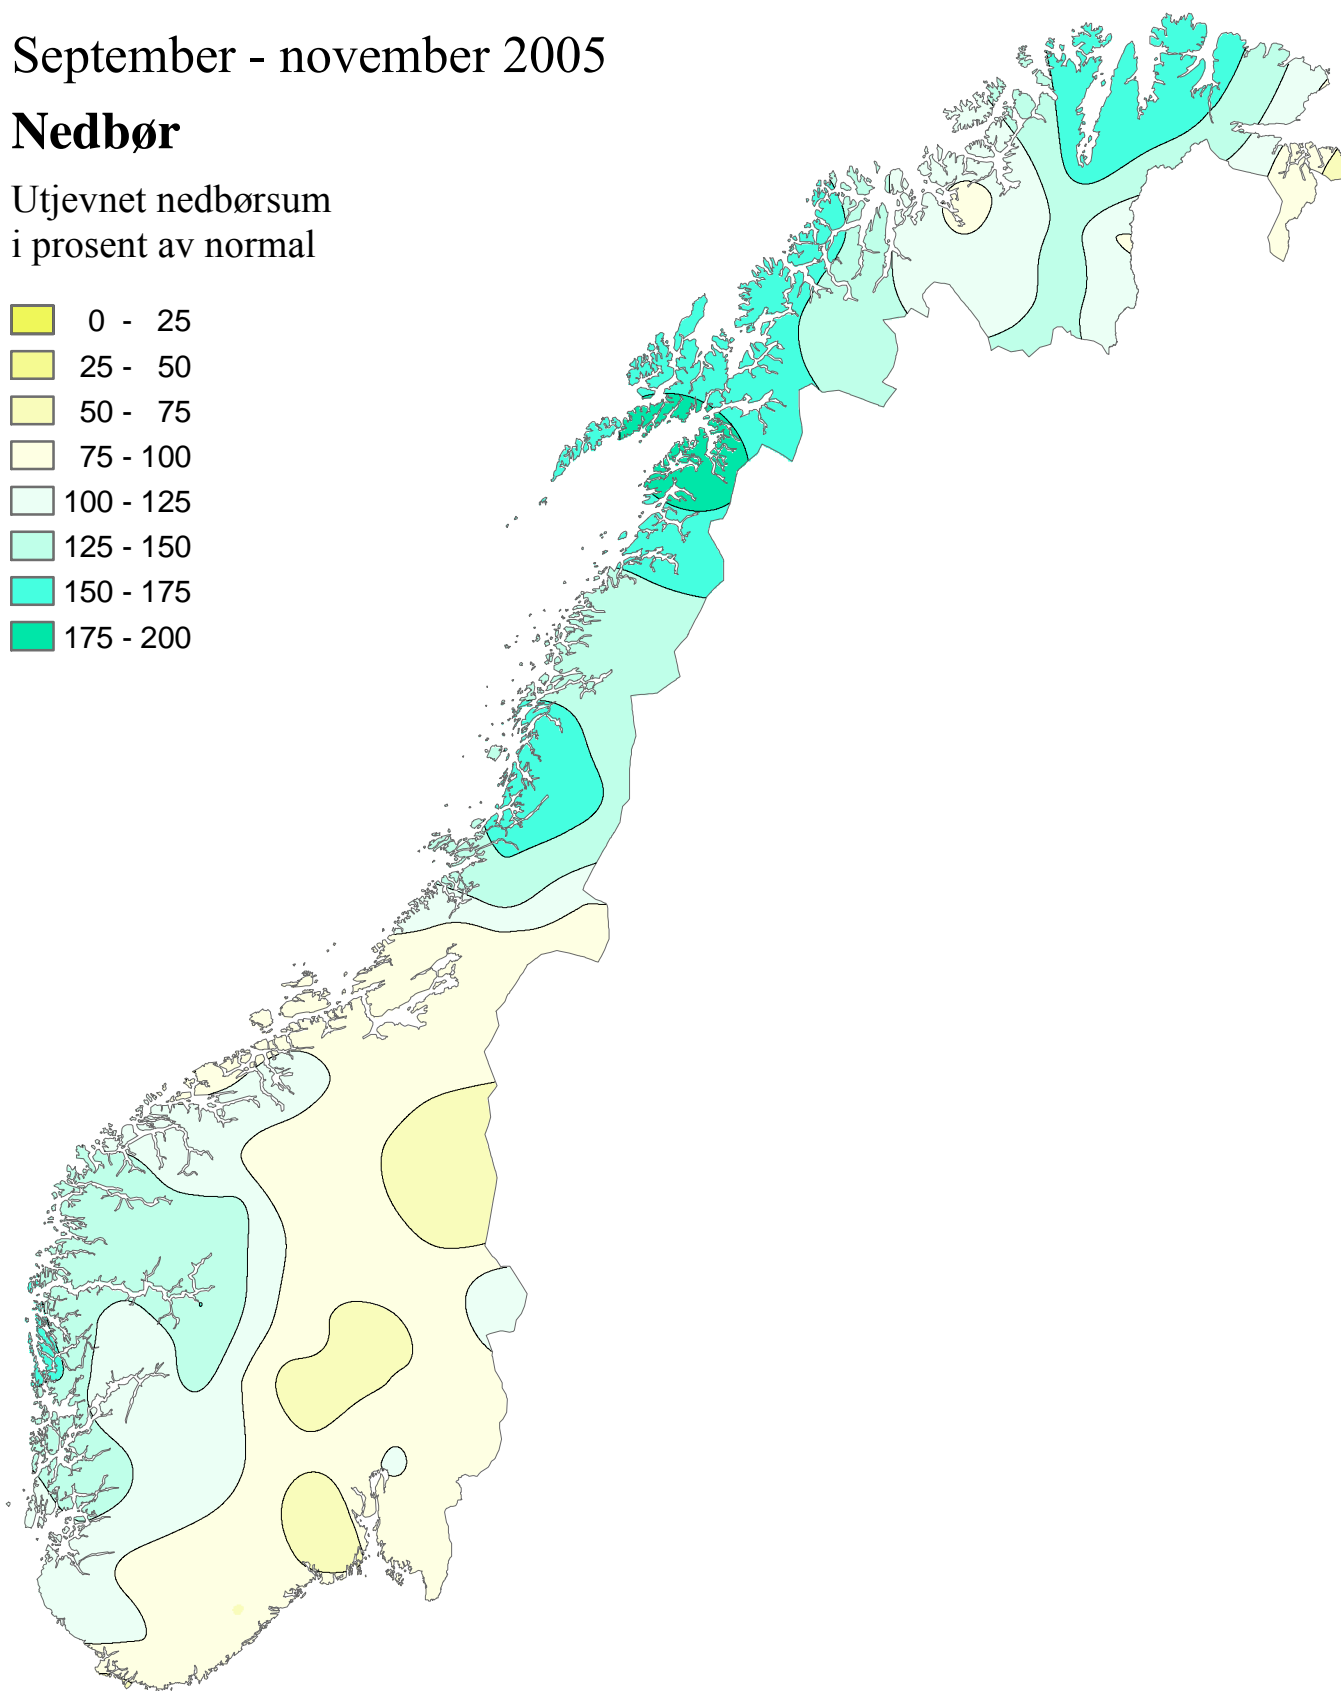 September - november 2005
Nedbør
Utjevnet nedbørsum
i prosent av normal
0 - 25
25 - 50
50 - 75
75 - 100
100 - 125
125 - 150
150 - 175
175 - 200